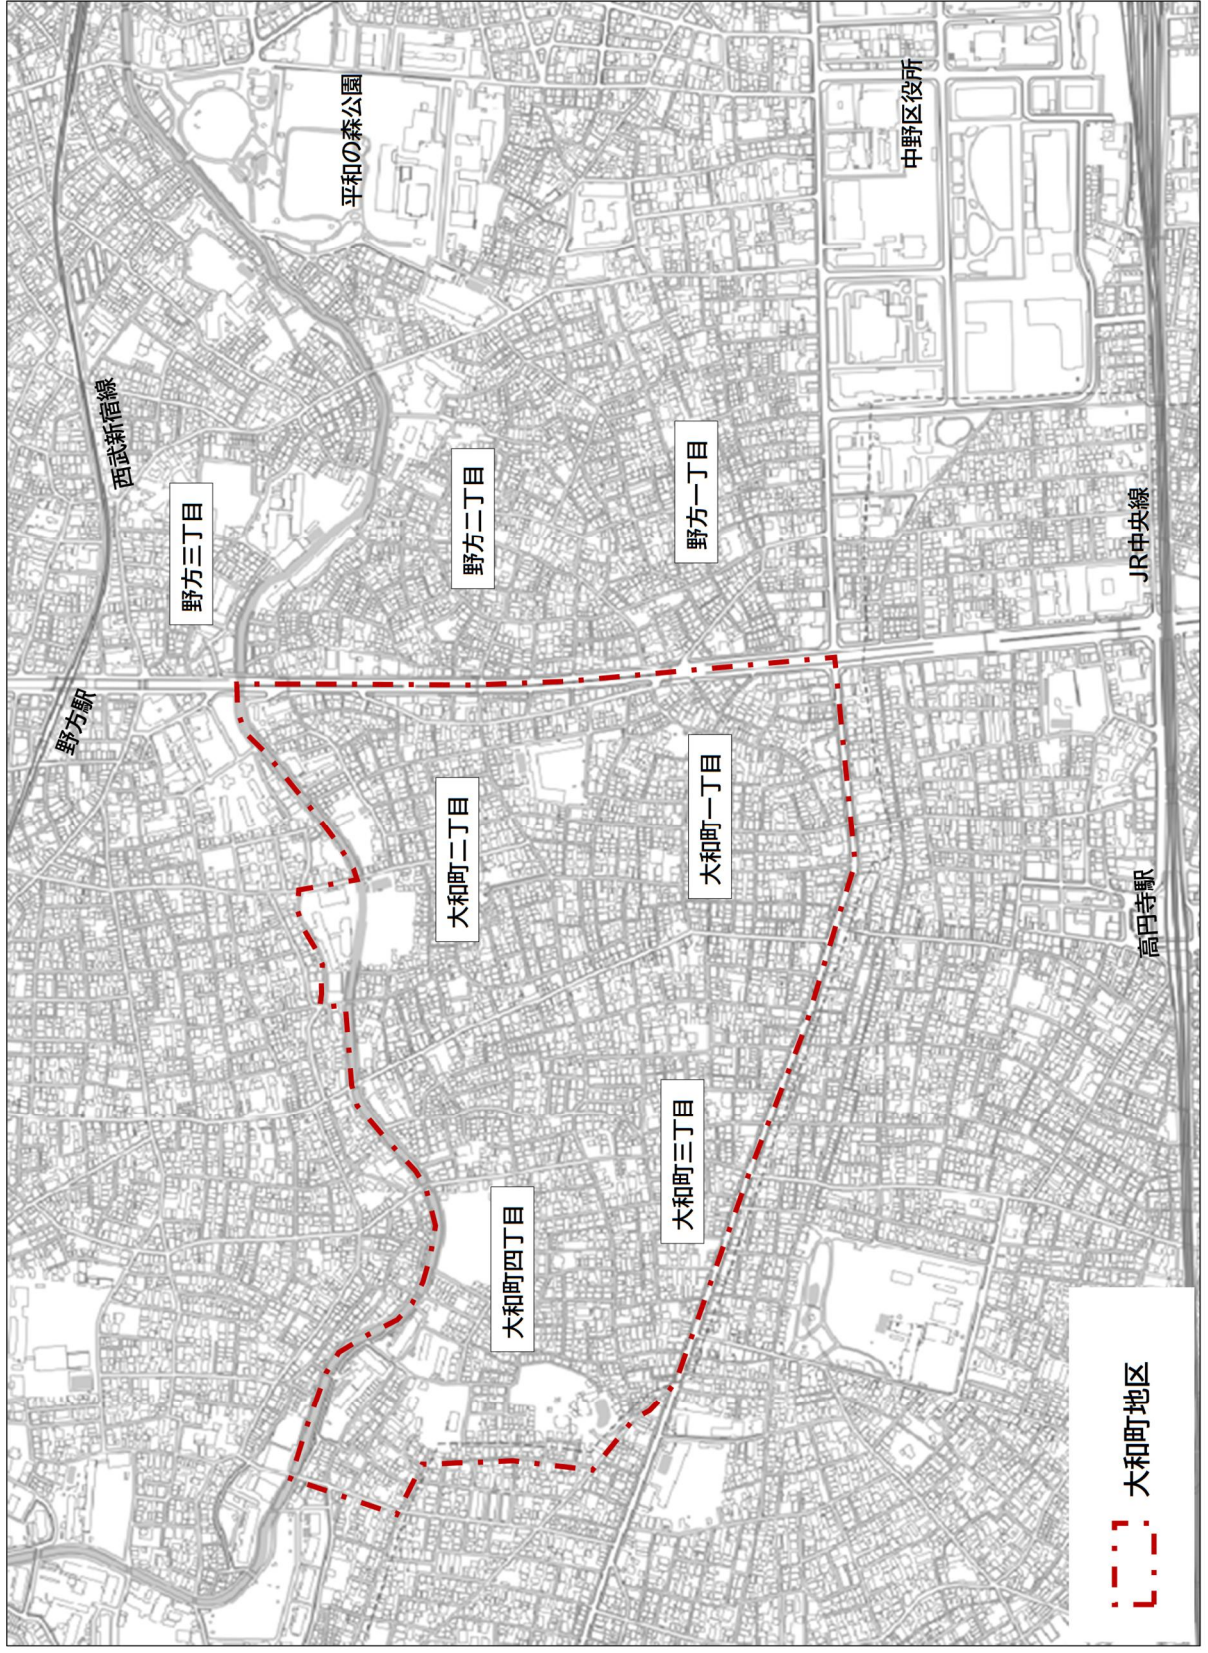 西武新宿線
野方駅
平和の森公園
野方三丁目
野方二丁目
野方一丁目
中野区役所
大和町二丁目
大和町一丁目
大和町四丁目
大和町三丁目
JR中央線
高円寺駅
大和町地区